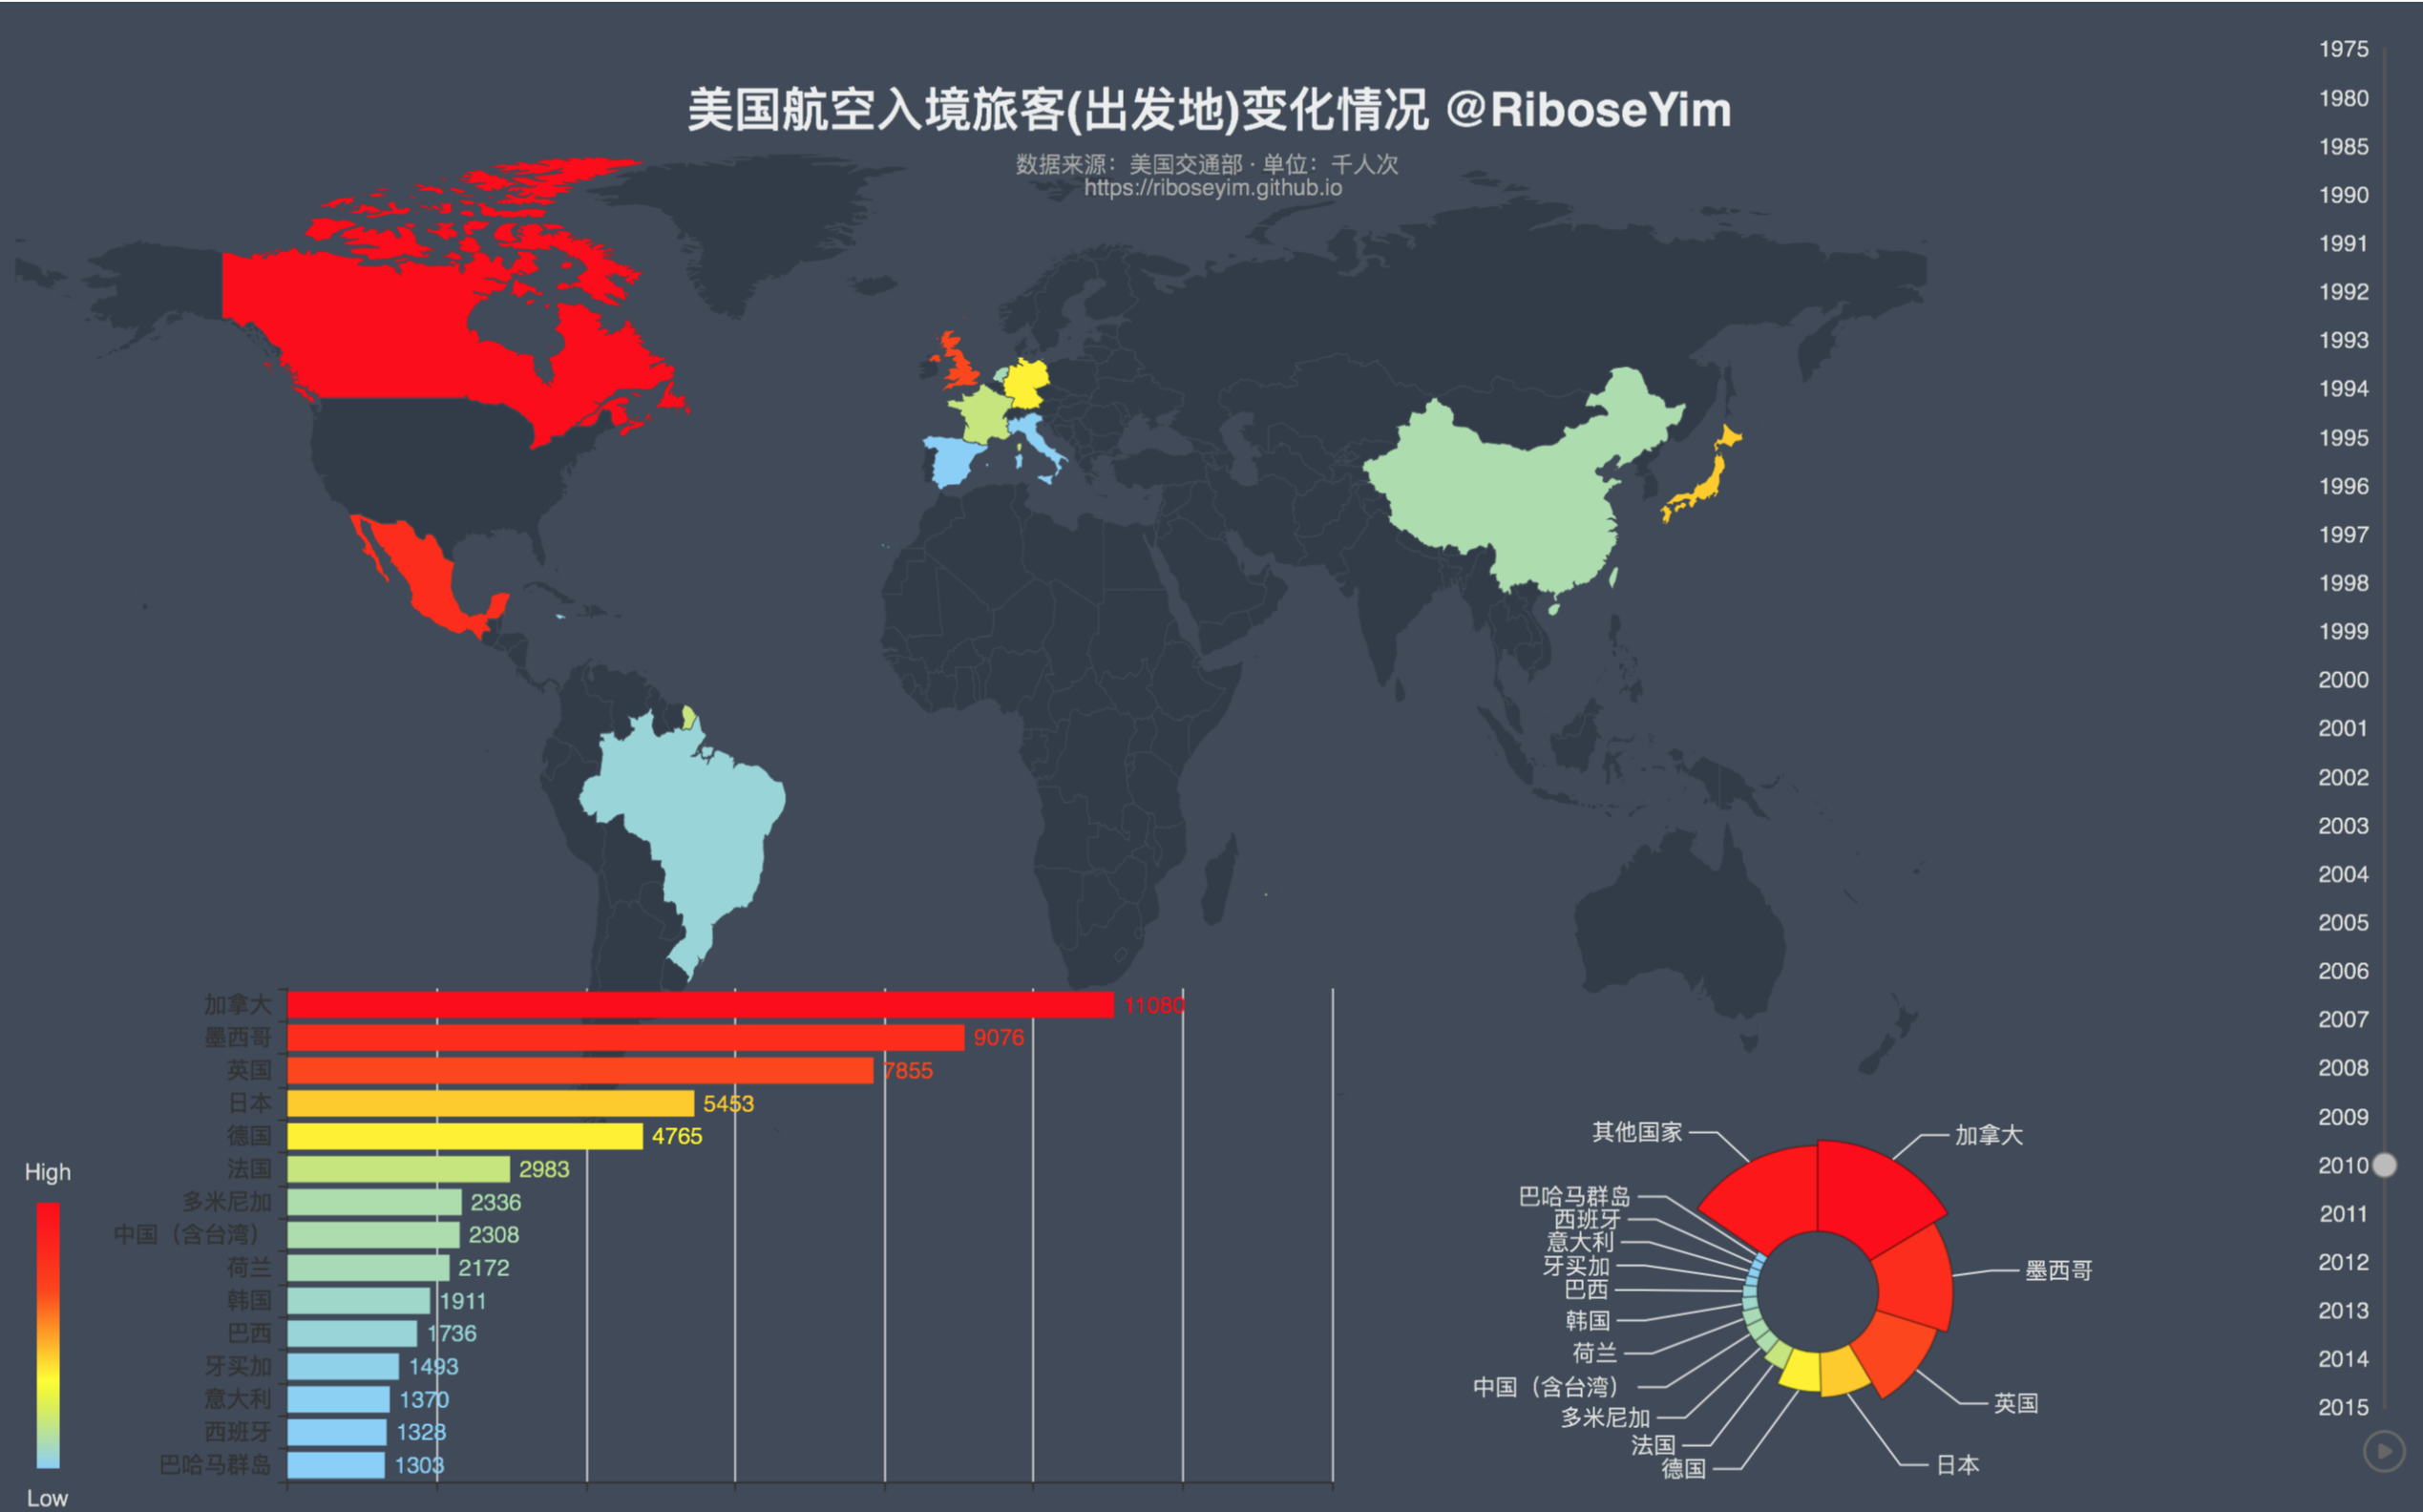 美国航空入境旅客(出发地)变化情况 @RiboseYim
数据来源：美国交通部 · 单位：千人次
https://riboseyim.github.io
1975
1980
1985
1990
1991
1992
1993
1994
1995
1996
1997
1998
1999
2000
2001
2002
2003
2004
2005
2006
2007
2008
2009
2010
2011
2012
2013
2014
2015
加拿大 11080
墨西哥 9076
英国 7855
日本 5453
德国 4765
法国 2983
多米尼加 2336
中国（含台湾） 2308
荷兰 2172
韩国 1911
巴西 1736
牙买加 1493
意大利 1370
西班牙 1328
巴哈马群岛 1303
High
Low
其他国家
加拿大
巴哈马群岛
西班牙
意大利
牙买加
巴西
墨西哥
韩国
荷兰
中国（含台湾）
英国
多米尼加
法国
德国
日本